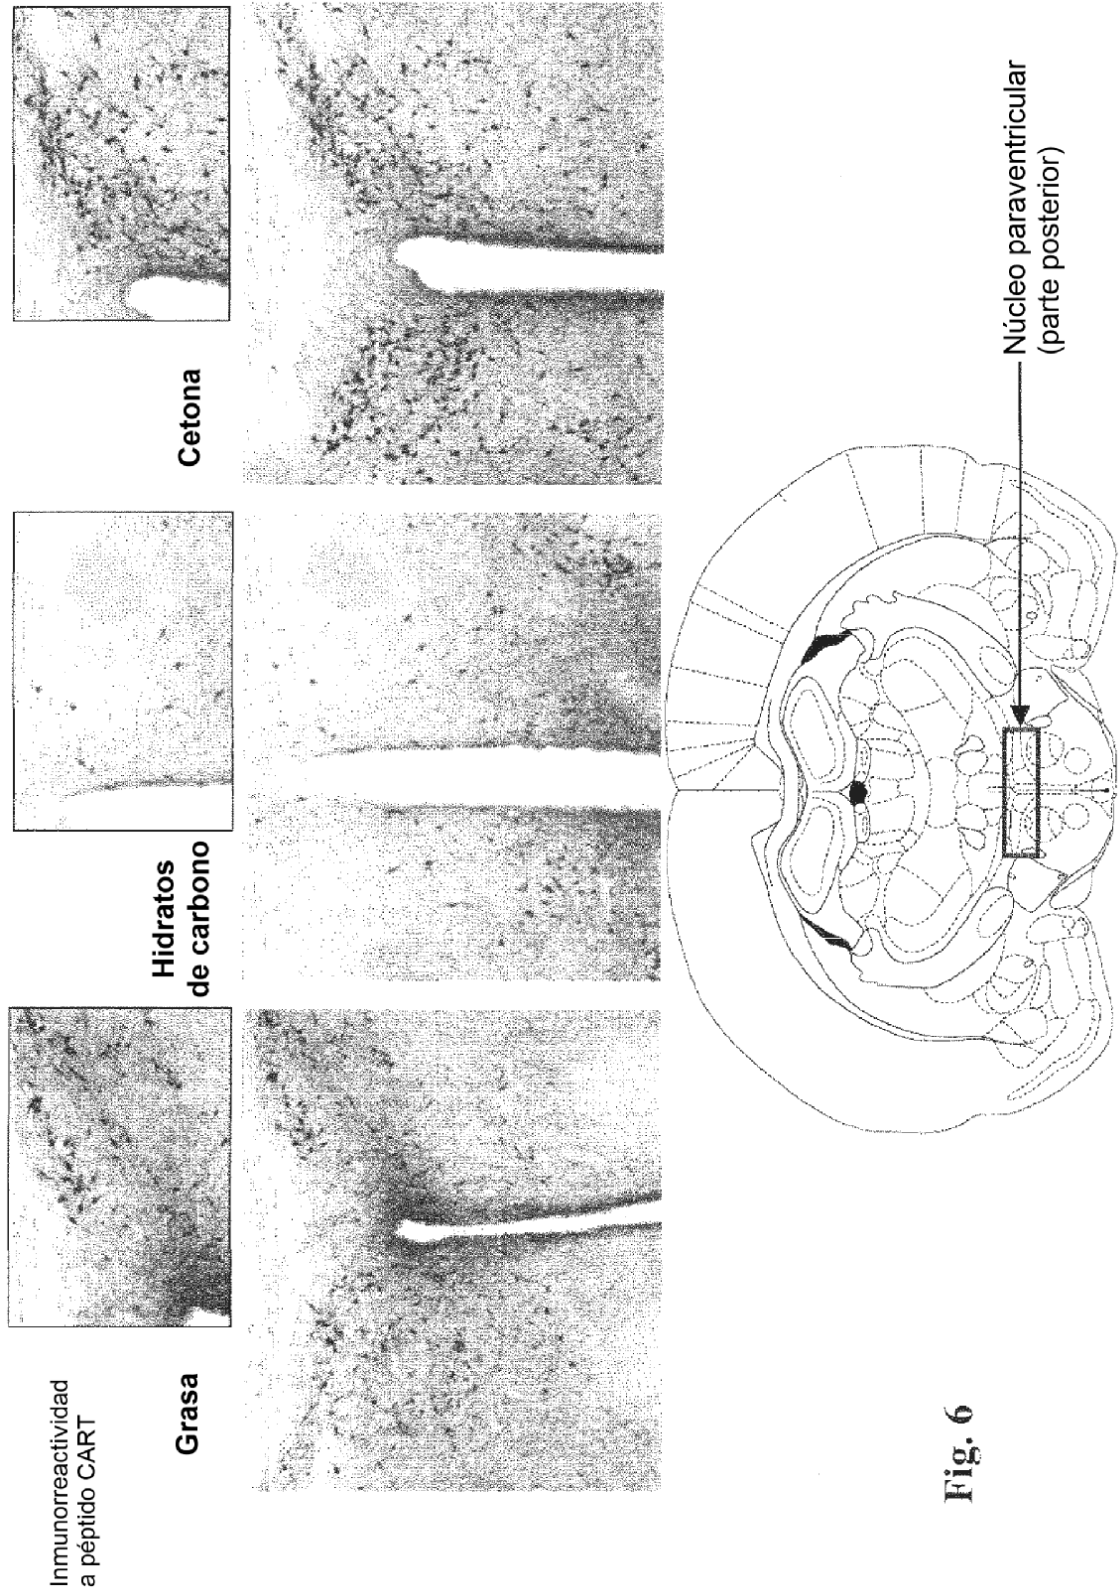 Inmunorreactividad
a péptido CART
Grasa
Hidratos
de carbono
Cetona
Núcleo paraventricular
(parte posterior)
Fig. 6